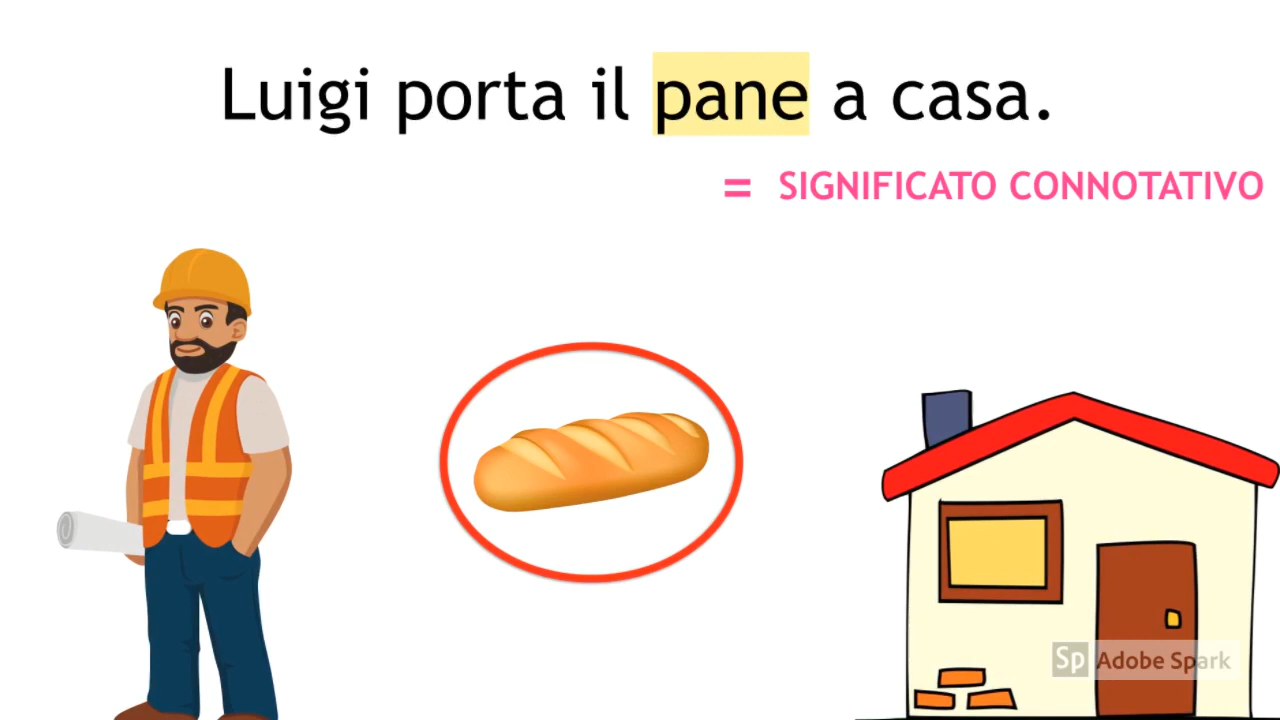 Luigi porta il pane a casa.
= SIGNIFICATO CONNOTATIVO
Sp Adobe Spark